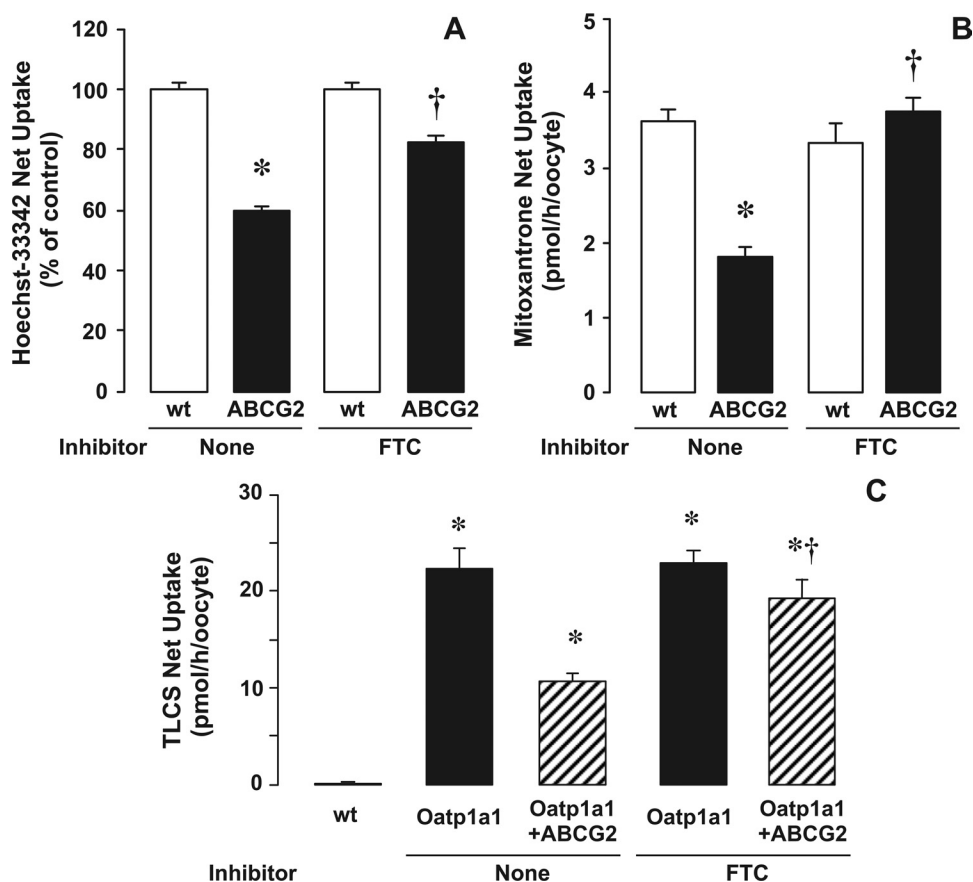 A
Hoechst-33342 Net Uptake
(% of control)
120
100
80
60
40
20
0
*
†
wt ABCG2 wt ABCG2
Inhibitor None FTC
B
Mitoxantrone Net Uptake
(pmol/h/oocyte)
5
4
3
2
1
0
*
†
wt ABCG2 wt ABCG2
Inhibitor None FTC
C
TLCS Net Uptake
(pmol/h/oocyte)
30
20
10
0
*
*
*
*†
wt Oatp1a1 Oatp1a1 Oatp1a1 Oatp1a1
+ABCG2 +ABCG2
Inhibitor None FTC